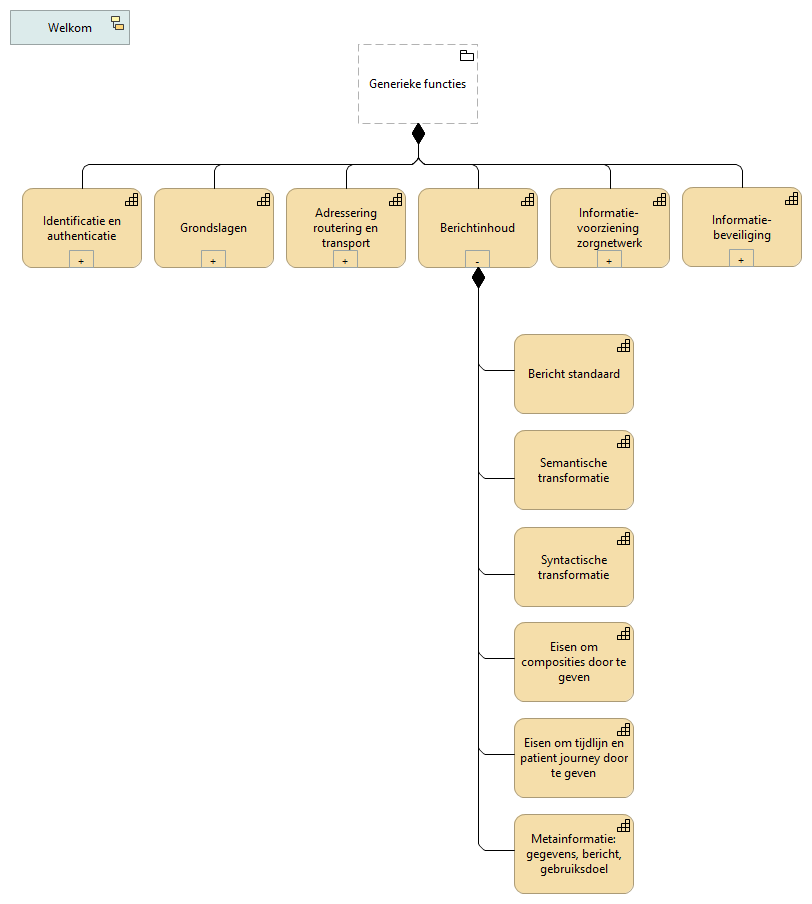 Welkom
Generieke functies
Identificatie en
authenticatie
+
Grondslagen
+
Adressering
routering en
transport
+
Berichtinhoud
-
Informatie-
voorziening
zorgnetwerk
+
Informatie-
beveiliging
+
Bericht standaard
Semantische
transformatie
Syntactische
transformatie
Eisen om
composities door te
geven
Eisen om tijdlijn en
patient journey door
te geven
Metainformatie:
gegevens, bericht,
gebruiksdoel